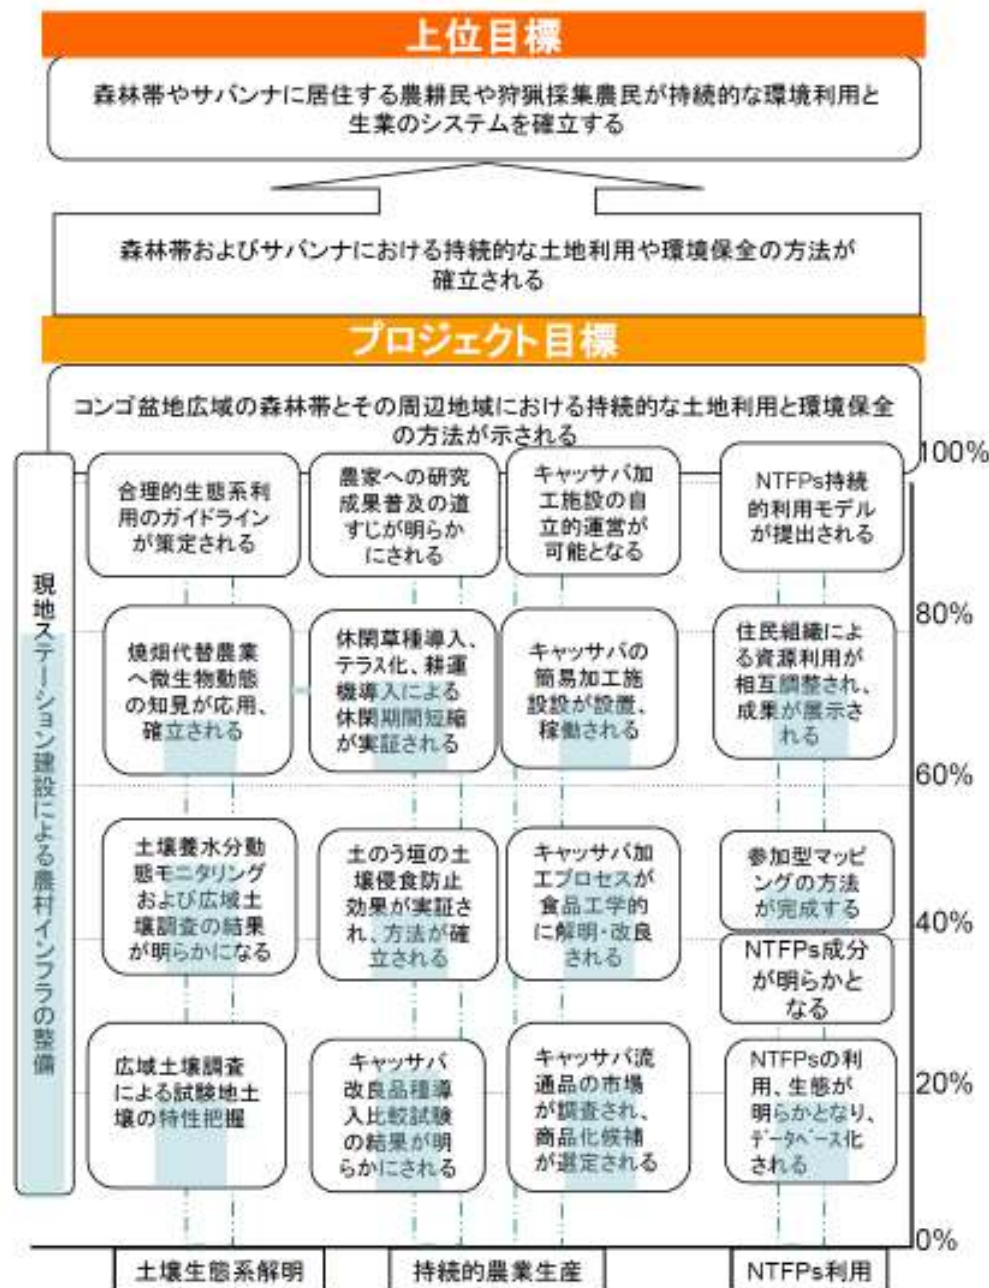 上位目標
森林帯やサバンナに居住する農耕民や狩猟採集農民が持続的な環境利用と
生業のシステムを確立する
森林帯およびサバンナにおける持続的な土地利用や環境保全の方法が
確立される
プロジェクト目標
コンゴ盆地広域の森林帯とその周辺地域における持続的な土地利用と環境保全
の方法が示される
100%
現地ステーション建設による農村インフラの整備
合理的生態系利
用のガイドライン
が策定される
農家への研究
成果普及の道
すじが明らか
にされる
キャッサバ加
工施設の自
立的運営が
可能となる
NTFPs持続
的利用モデル
が提出される
80%
焼畑代替農業
へ微生物動態
の知見が応用、
確立される
休閑草種導入、
テラス化、耕運
機導入による
休閑期間短縮
が実証される
キャッサバの
簡易加工施
設設が設置、
稼働される
住民組織によ
る資源利用が
相互調整され、
成果が展示さ
れる
60%
土壌養水分動
態モニタリング
および広域土
壌調査の結果
が明らかになる
土のう垣の土
壌侵食防止
効果が実証さ
れ、方法が確
立される
キャッサバ加
工プロセスが
食品工学的
に解明・改良
される
参加型マッピ
ングの方法
が完成する
40%
NTFPs成分
が明らかと
なる
広域土壌調査
による試験地土
壌の特性把握
キャッサバ
改良品種導
入比較試験
の結果が明
らかにされる
キャッサバ流
通品の市場
が調査され、
商品化候補
が選定される
NTFPsの利
用、生態が
明らかとなり、
データベース化
される
20%
0%
土壌生態系解明
持続的農業生産
NTFPs利用